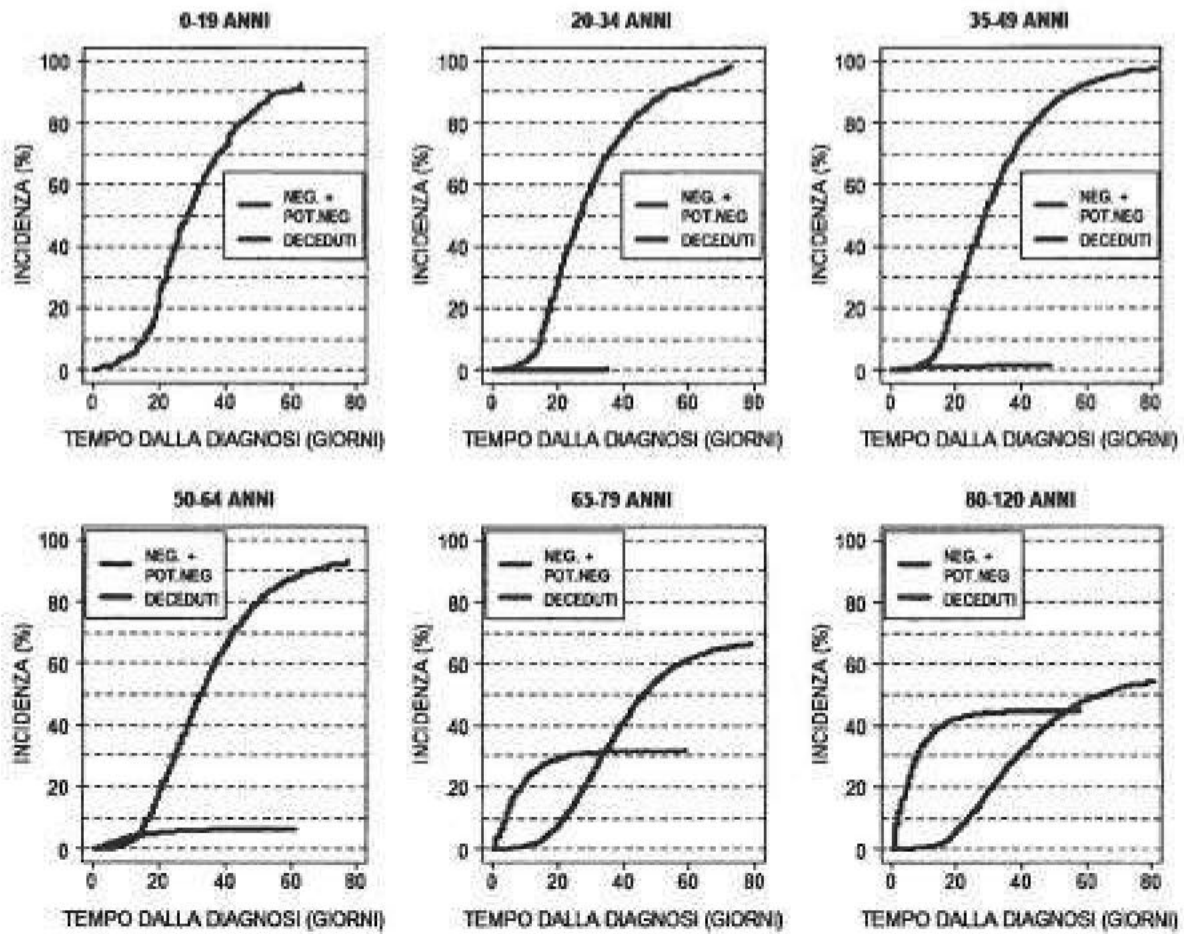 0-19 ANNI
INCIDENZA (%)
100
80
60
40
20
0
NEG. +
POT.NEG
DECEDUTI
0 20 40 60 80
TEMPO DALLA DIAGNOSI (GIORNI)
20-34 ANNI
INCIDENZA (%)
100
80
60
40
20
0
NEG. +
POT.NEG
DECEDUTI
0 20 40 60 80
TEMPO DALLA DIAGNOSI (GIORNI)
35-49 ANNI
INCIDENZA (%)
100
80
60
40
20
0
NEG. +
POT.NEG
DECEDUTI
0 20 40 60 80
TEMPO DALLA DIAGNOSI (GIORNI)
50-64 ANNI
INCIDENZA (%)
100
80
60
40
20
0
NEG. +
POT.NEG
DECEDUTI
0 20 40 60 80
TEMPO DALLA DIAGNOSI (GIORNI)
65-79 ANNI
INCIDENZA (%)
100
80
60
40
20
0
NEG. +
POT.NEG
DECEDUTI
0 20 40 60 80
TEMPO DALLA DIAGNOSI (GIORNI)
80-120 ANNI
INCIDENZA (%)
100
80
60
40
20
0
NEG. +
POT.NEG
DECEDUTI
0 20 40 60 80
TEMPO DALLA DIAGNOSI (GIORNI)